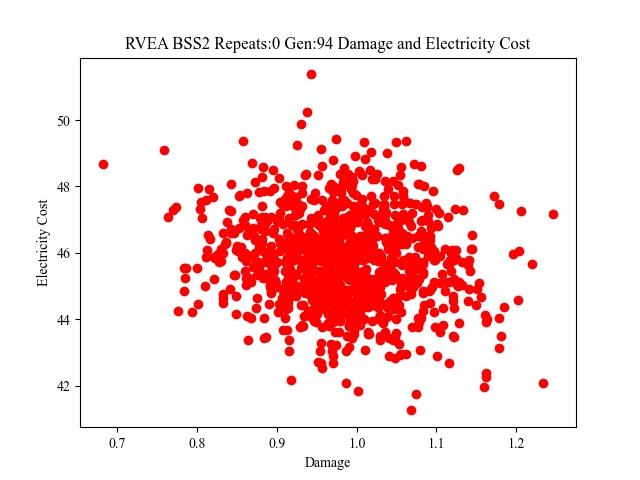 RVEA BSS2 Repeats:0 Gen:94 Damage and Electricity Cost
Electricity Cost
50
48
46
44
42
0.7 0.8 0.9 1.0 1.1 1.2
Damage